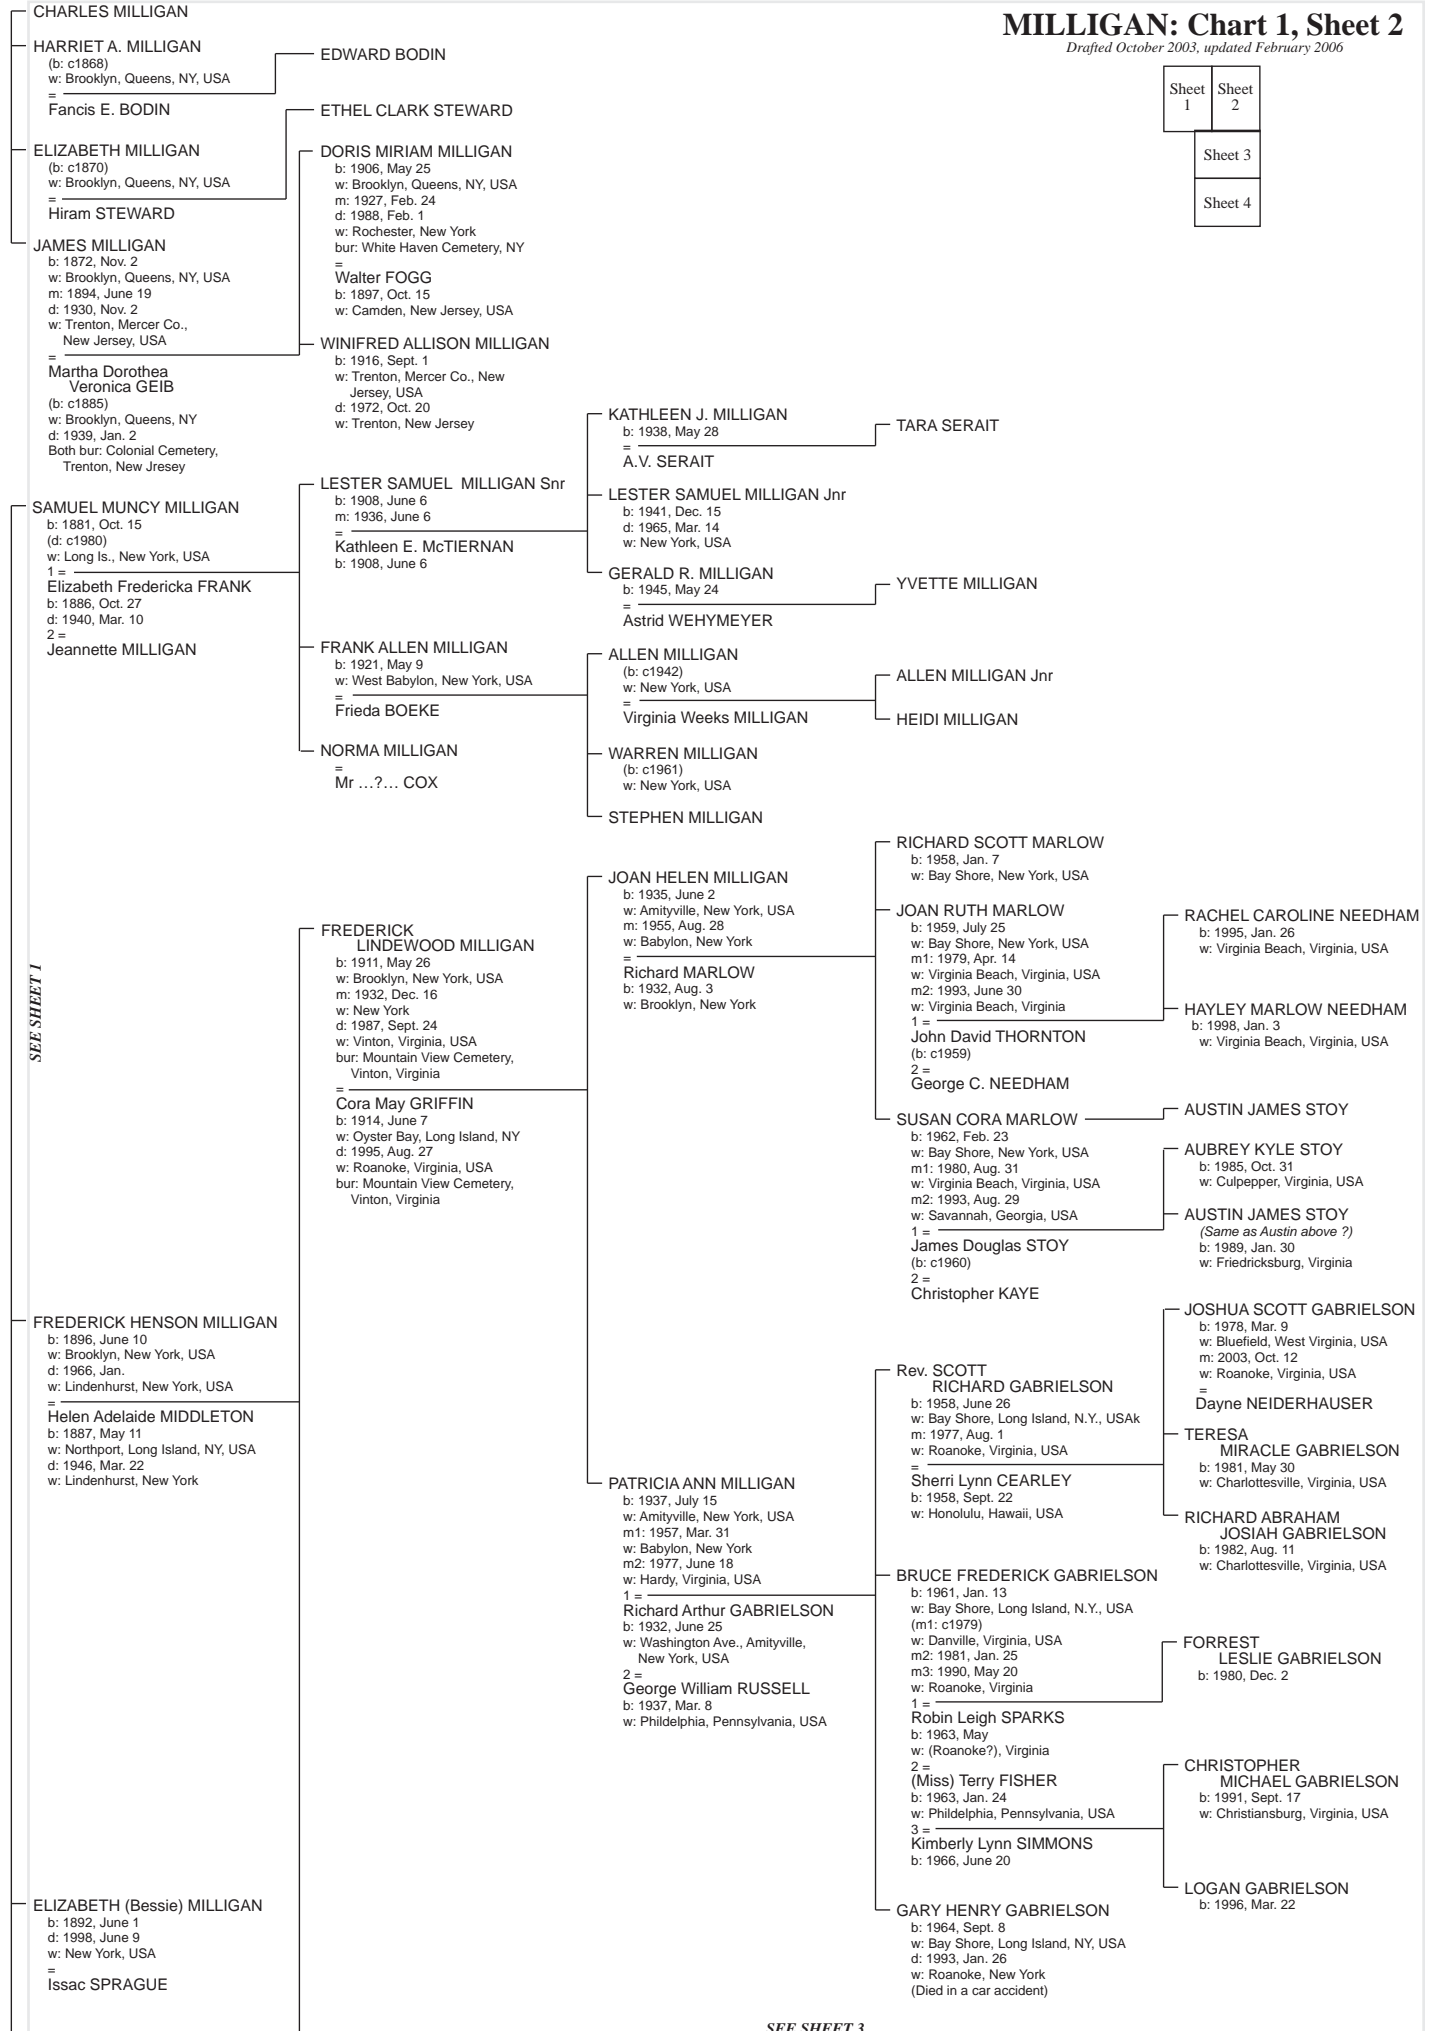 MILLIGAN: Chart 1, Sheet 2
Drafted October 2003, updated February 2006
Sheet 1
Sheet 2
Sheet 3
Sheet 4
CHARLES MILLIGAN
HARRIET A. MILLIGAN
(b: c1868)
w: Brooklyn, Queens, NY, USA
=
Fancis E. BODIN
ELIZABETH MILLIGAN
(b: c1870)
w: Brooklyn, Queens, NY, USA
=
Hiram STEWARD
JAMES MILLIGAN
b: 1872, Nov. 2
w: Brooklyn, Queens, NY, USA
m: 1894, June 19
d: 1930, Nov. 2
w: Trenton, Mercer Co.,
New Jersey, USA
=
Martha Dorothea
Veronica GEIB
(b: c1885)
w: Brooklyn, Queens, NY
d: 1939, Jan. 2
Both bur: Colonial Cemetery,
Trenton, New Jresey
SAMUEL MUNCY MILLIGAN
b: 1881, Oct. 15
(d: c1980)
w: Long Is., New York, USA
1 =
Elizabeth Fredericka FRANK
b: 1886, Oct. 27
d: 1940, Mar. 10
2 =
Jeannette MILLIGAN
SEE SHEET 1
FREDERICK HENSON MILLIGAN
b: 1896, June 10
w: Brooklyn, New York, USA
d: 1966, Jan.
w: Lindenhurst, New York, USA
=
Helen Adelaide MIDDLETON
b: 1887, May 11
w: Northport, Long Island, NY, USA
d: 1946, Mar. 22
w: Lindenhurst, New York
ELIZABETH (Bessie) MILLIGAN
b: 1892, June 1
d: 1998, June 9
w: New York, USA
=
Issac SPRAGUE
EDWARD BODIN
ETHEL CLARK STEWARD
DORIS MIRIAM MILLIGAN
b: 1906, May 25
w: Brooklyn, Queens, NY, USA
m: 1927, Feb. 24
d: 1988, Feb. 1
w: Rochester, New York
bur: White Haven Cemetery, NY
=
Walter FOGG
b: 1897, Oct. 15
w: Camden, New Jersey, USA
WINIFRED ALLISON MILLIGAN
b: 1916, Sept. 1
w: Trenton, Mercer Co., New
Jersey, USA
d: 1972, Oct. 20
w: Trenton, New Jersey
LESTER SAMUEL MILLIGAN Snr
b: 1908, June 6
m: 1936, June 6
=
Kathleen E. McTIERNAN
b: 1908, June 6
FRANK ALLEN MILLIGAN
b: 1921, May 9
w: West Babylon, New York, USA
=
Frieda BOEKE
NORMA MILLIGAN
=
Mr …?… COX
FREDERICK
LINDEWOOD MILLIGAN
b: 1911, May 26
w: Brooklyn, New York, USA
m: 1932, Dec. 16
w: New York
d: 1987, Sept. 24
w: Vinton, Virginia, USA
bur: Mountain View Cemetery,
Vinton, Virginia
=
Cora May GRIFFIN
b: 1914, June 7
w: Oyster Bay, Long Island, NY
d: 1995, Aug. 27
w: Roanoke, Virginia, USA
bur: Mountain View Cemetery,
Vinton, Virginia
KATHLEEN J. MILLIGAN
b: 1938, May 28
=
A.V. SERAIT
LESTER SAMUEL MILLIGAN Jnr
b: 1941, Dec. 15
d: 1965, Mar. 14
w: New York, USA
GERALD R. MILLIGAN
b: 1945, May 24
=
Astrid WEHYMEYER
ALLEN MILLIGAN
(b: c1942)
w: New York, USA
=
Virginia Weeks MILLIGAN
WARREN MILLIGAN
(b: c1961)
w: New York, USA
STEPHEN MILLIGAN
JOAN HELEN MILLIGAN
b: 1935, June 2
w: Amityville, New York, USA
m: 1955, Aug. 28
w: Babylon, New York
=
Richard MARLOW
b: 1932, Aug. 3
w: Brooklyn, New York
PATRICIA ANN MILLIGAN
b: 1937, July 15
w: Amityville, New York, USA
m1: 1957, Mar. 31
w: Babylon, New York
m2: 1977, June 18
w: Hardy, Virginia, USA
1 =
Richard Arthur GABRIELSON
b: 1932, June 25
w: Washington Ave., Amityville,
New York, USA
2 =
George William RUSSELL
b: 1937, Mar. 8
w: Phildelphia, Pennsylvania, USA
TARA SERAIT
YVETTE MILLIGAN
ALLEN MILLIGAN Jnr
HEIDI MILLIGAN
RICHARD SCOTT MARLOW
b: 1958, Jan. 7
w: Bay Shore, New York, USA
JOAN RUTH MARLOW
b: 1959, July 25
w: Bay Shore, New York, USA
m1: 1979, Apr. 14
w: Virginia Beach, Virginia, USA
m2: 1993, June 30
w: Virginia Beach, Virginia
1 =
John David THORNTON
(b: c1959)
2 =
George C. NEEDHAM
SUSAN CORA MARLOW
b: 1962, Feb. 23
w: Bay Shore, New York, USA
m1: 1980, Aug. 31
w: Virginia Beach, Virginia, USA
m2: 1993, Aug. 29
w: Savannah, Georgia, USA
1 =
James Douglas STOY
(b: c1960)
2 =
Christopher KAYE
Rev. SCOTT
RICHARD GABRIELSON
b: 1958, June 26
w: Bay Shore, Long Island, N.Y., USAk
m: 1977, Aug. 1
w: Roanoke, Virginia, USA
=
Sherri Lynn CEARLEY
b: 1958, Sept. 22
w: Honolulu, Hawaii, USA
BRUCE FREDERICK GABRIELSON
b: 1961, Jan. 13
w: Bay Shore, Long Island, N.Y., USA
(m1: c1979)
w: Danville, Virginia, USA
m2: 1981, Jan. 25
m3: 1990, May 20
w: Roanoke, Virginia
1 =
Robin Leigh SPARKS
b: 1963, May
w: (Roanoke?), Virginia
2 =
(Miss) Terry FISHER
b: 1963, Jan. 24
w: Phildelphia, Pennsylvania, USA
3 =
Kimberly Lynn SIMMONS
b: 1966, June 20
GARY HENRY GABRIELSON
b: 1964, Sept. 8
w: Bay Shore, Long Island, NY, USA
d: 1993, Jan. 26
w: Roanoke, New York
(Died in a car accident)
RACHEL CAROLINE NEEDHAM
b: 1995, Jan. 26
w: Virginia Beach, Virginia, USA
HAYLEY MARLOW NEEDHAM
b: 1998, Jan. 3
w: Virginia Beach, Virginia, USA
AUSTIN JAMES STOY
AUBREY KYLE STOY
b: 1985, Oct. 31
w: Culpepper, Virginia, USA
AUSTIN JAMES STOY
(Same as Austin above ?)
b: 1989, Jan. 30
w: Friedricksburg, Virginia
JOSHUA SCOTT GABRIELSON
b: 1978, Mar. 9
w: Bluefield, West Virginia, USA
m: 2003, Oct. 12
w: Roanoke, Virginia, USA
=
Dayne NEIDERHAUSER
TERESA
MIRACLE GABRIELSON
b: 1981, May 30
w: Charlottesville, Virginia, USA
RICHARD ABRAHAM
JOSIAH GABRIELSON
b: 1982, Aug. 11
w: Charlottesville, Virginia, USA
FORREST
LESLIE GABRIELSON
b: 1980, Dec. 2
CHRISTOPHER
MICHAEL GABRIELSON
b: 1991, Sept. 17
w: Christiansburg, Virginia, USA
LOGAN GABRIELSON
b: 1996, Mar. 22
SEE SHEET 3